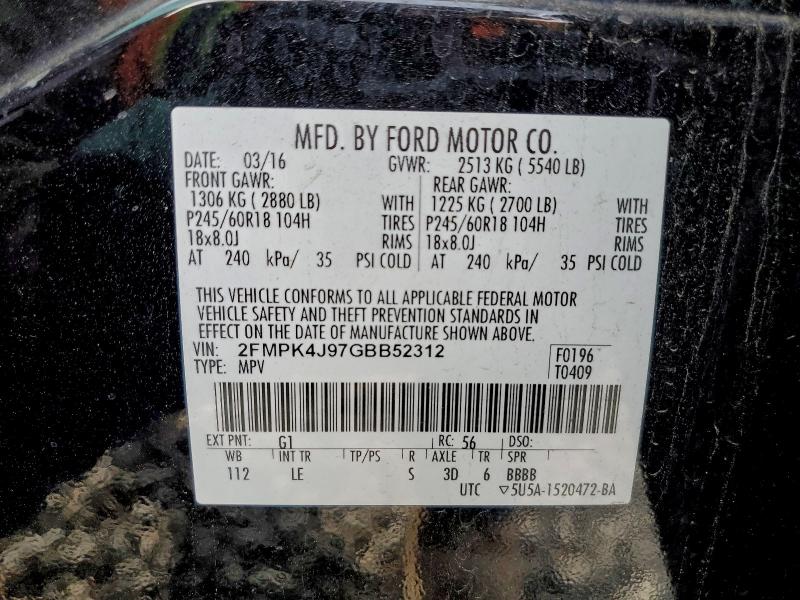 MFD. BY FORD MOTOR CO.
DATE: 03/16 GVWR: 2513 KG ( 5540 LB)
FRONT GAWR: REAR GAWR:
1306 KG ( 2880 LB) WITH 1225 KG ( 2700 LB) WITH
P245/60R18 104H TIRES P245/60R18 104H TIRES
18x8.0J RIMS 18x8.0J RIMS
AT 240 kPa/ 35 PSI COLD AT 240 kPa/ 35 PSI COLD
THIS VEHICLE CONFORMS TO ALL APPLICABLE FEDERAL MOTOR
VEHICLE SAFETY AND THEFT PREVENTION STANDARDS IN
EFFECT ON THE DATE OF MANUFACTURE SHOWN ABOVE.
VIN: 2FMPK4J97GBB52312 F0196
TYPE: MPV T0409
EXT PNT: G1 RC: 56 DSO:
WB INT TR TP/PS R AXLE TR SPR
112 LE S 3D 6 BBBB
UTC ▽5U5A-1520472-BA